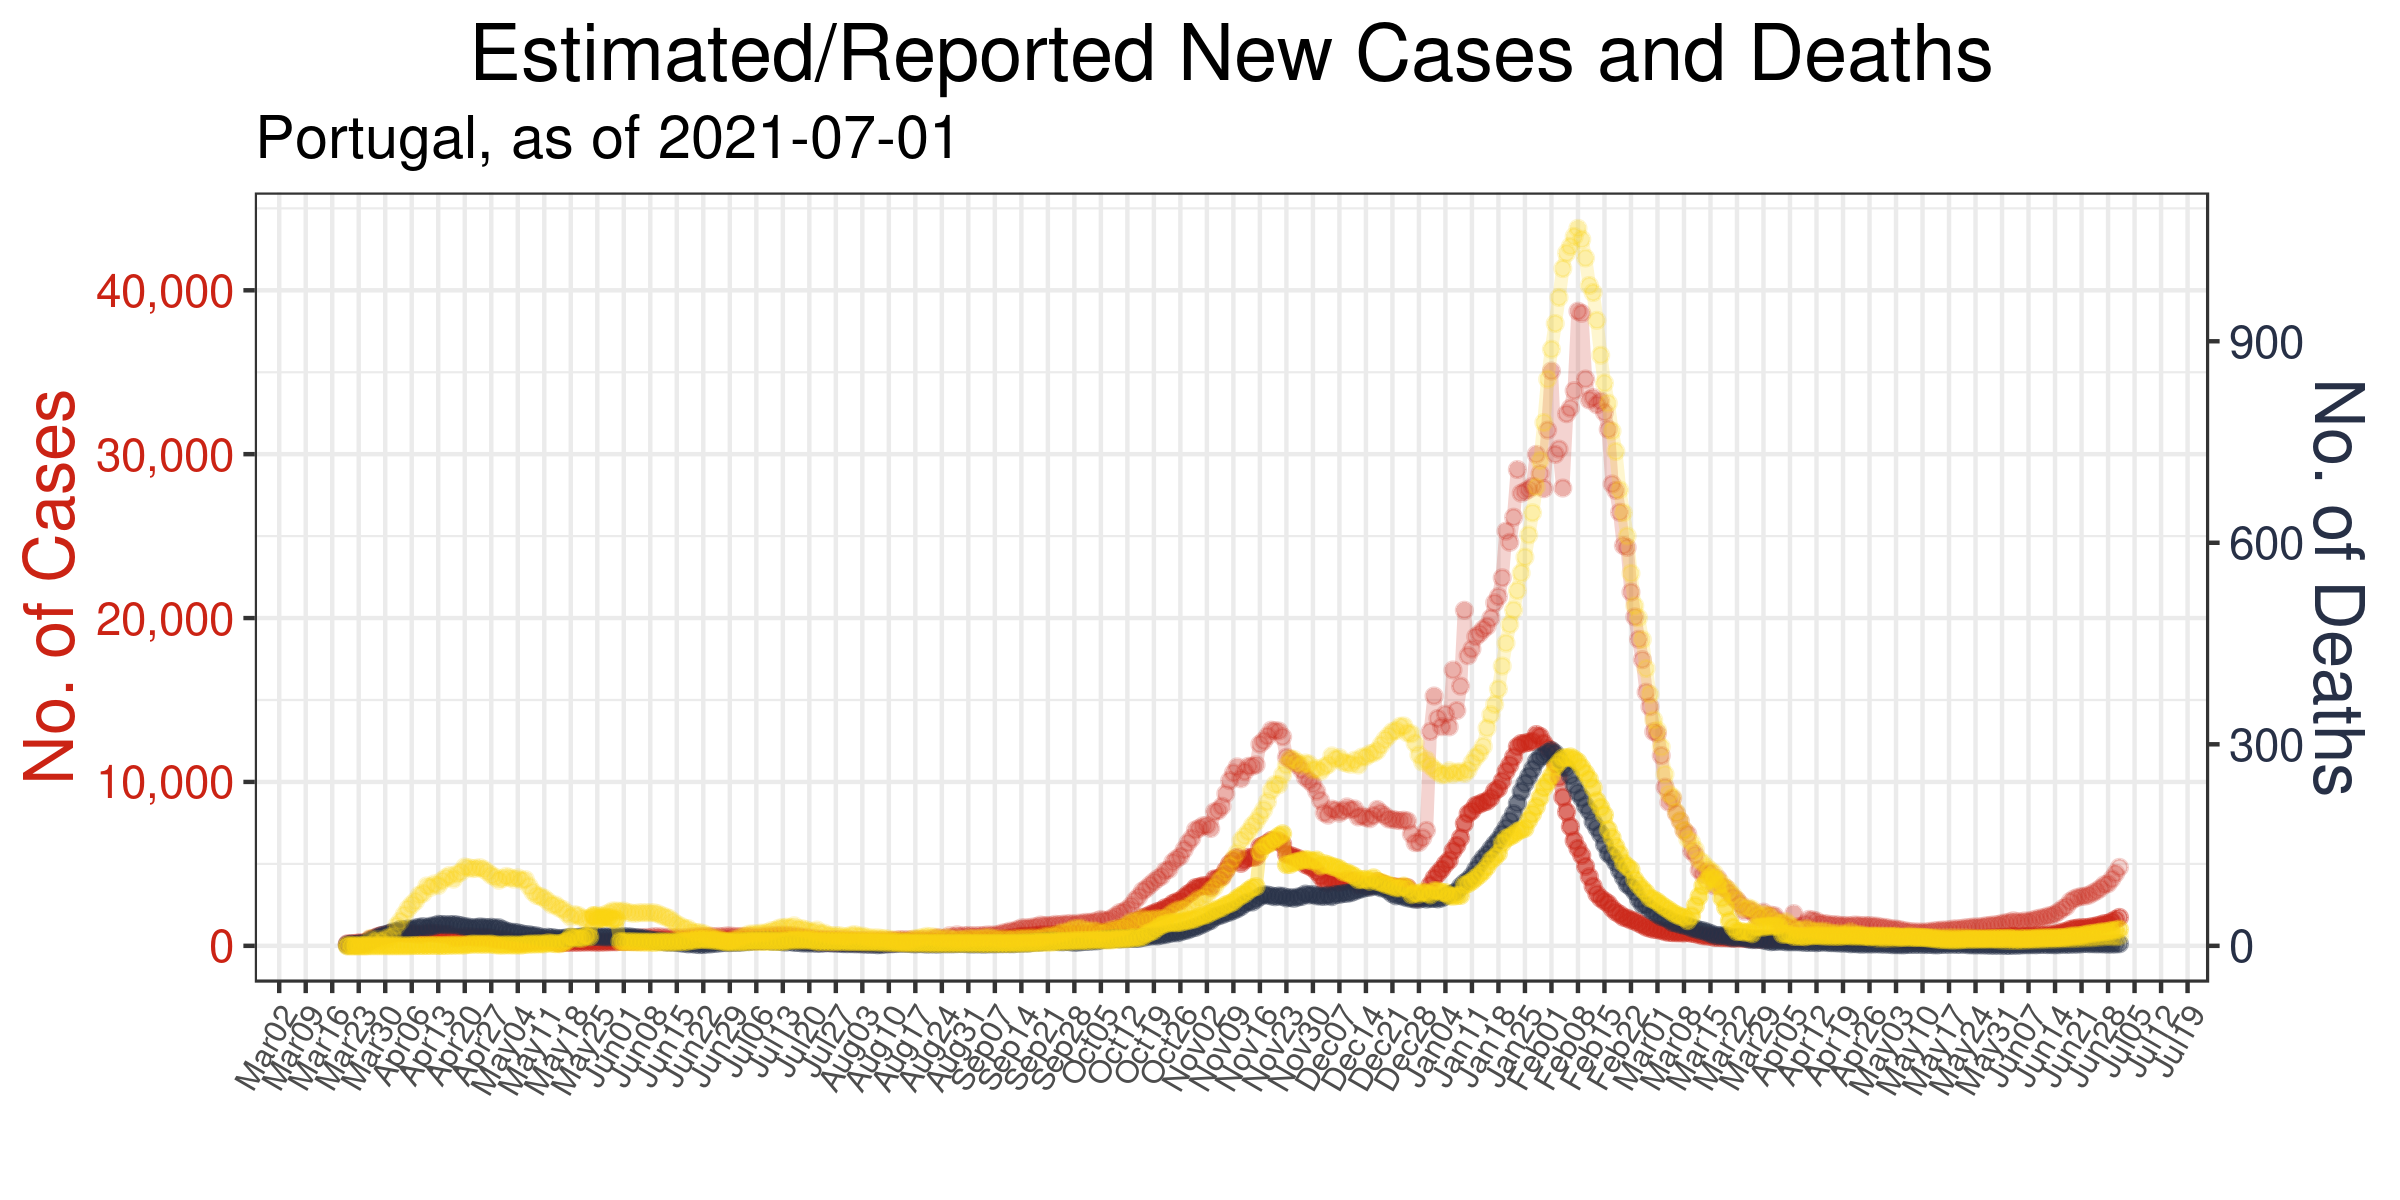 Estimated/Reported New Cases and Deaths
Portugal, as of 2021-07-01
No. of Cases
40,000
30,000
20,000
10,000
0
No. of Deaths
900
600
300
0
Mar02
Mar09
Mar16
Mar23
Mar30
Apr06
Apr13
Apr20
Apr27
May04
May11
May18
May25
Jun01
Jun08
Jun15
Jun22
Jun29
Jul06
Jul13
Jul20
Jul27
Aug03
Aug10
Aug17
Aug24
Aug31
Sep07
Sep14
Sep21
Sep28
Oct05
Oct12
Oct19
Oct26
Nov02
Nov09
Nov16
Nov23
Nov30
Dec07
Dec14
Dec21
Dec28
Jan04
Jan11
Jan18
Jan25
Feb01
Feb08
Feb15
Feb22
Mar01
Mar08
Mar15
Mar22
Mar29
Apr05
Apr12
Apr19
Apr26
May03
May10
May17
May24
May31
Jun07
Jun14
Jun21
Jun28
Jul05
Jul12
Jul19